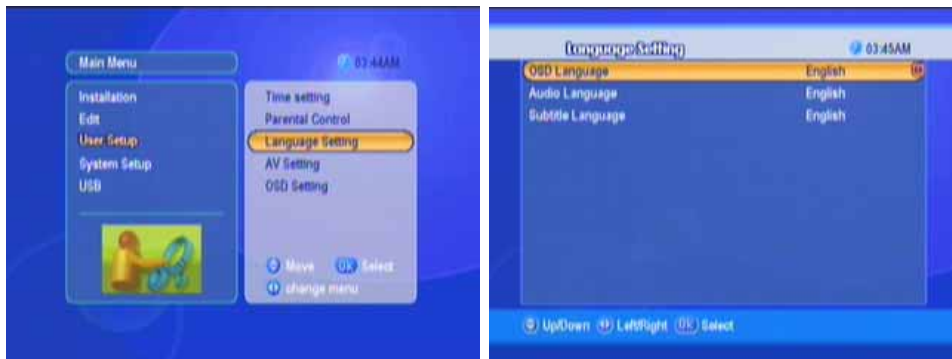 Main Menu
03:44AM
Installation
Edit
User Setup
System Setup
USB
Time setting
Parental Control
Language Setting
AV Setting
OSD Setting
Move OK Select
change menu
Language Setting
03:45AM
OSD Language English
Audio Language English
Subtitle Language English
Up/Down Left/Right OK Select